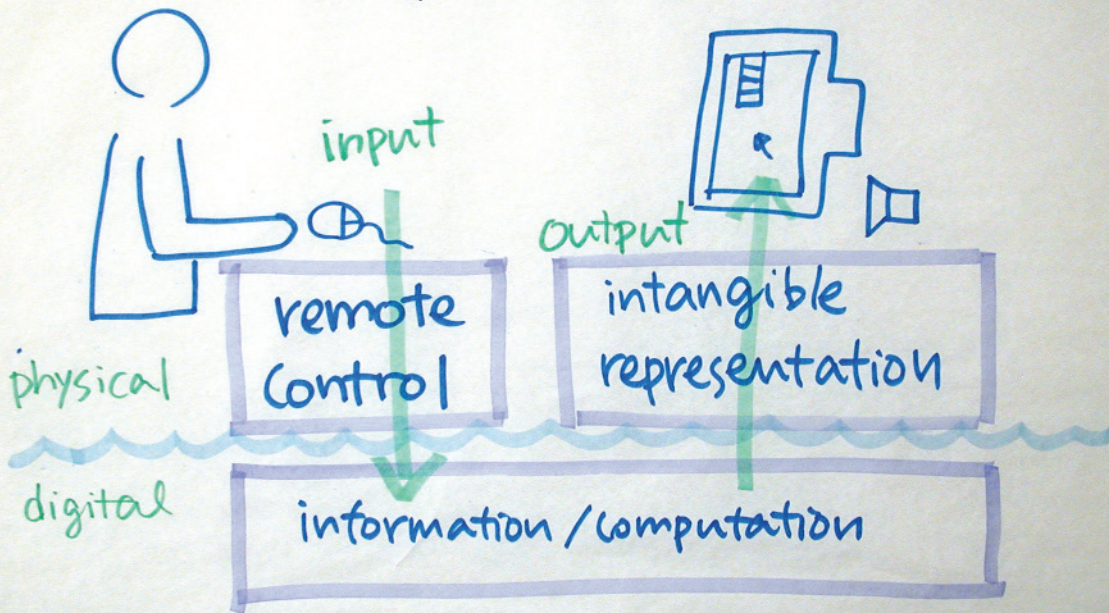 input
output
remote
control
intangible
representation
physical
digital
information / computation